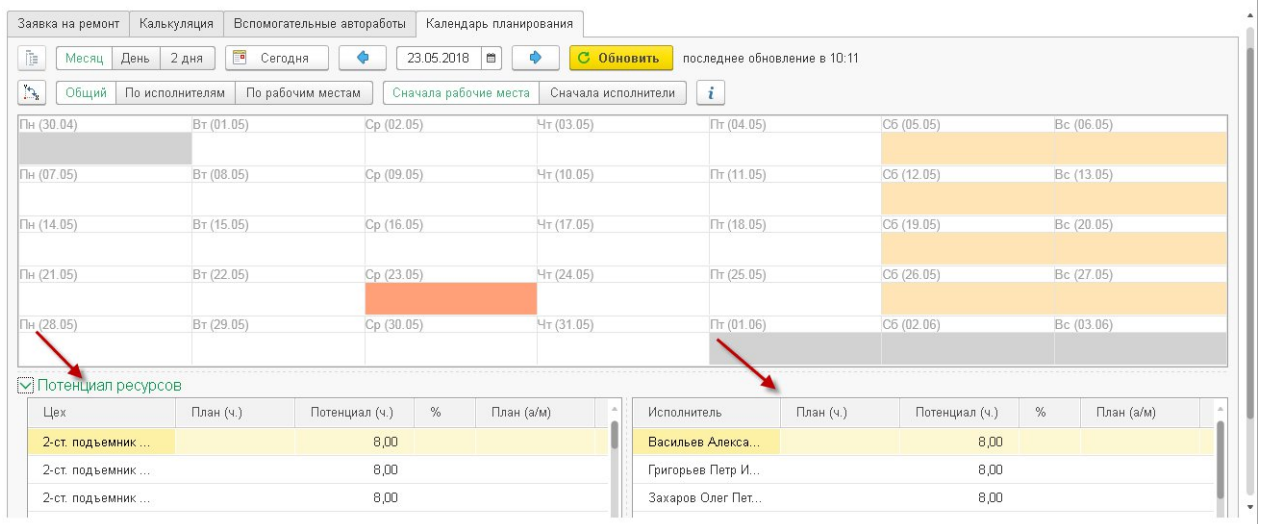 Заявка на ремонт Калькуляция Вспомогательные авторaботы Календарь планирования
Месяц День 2 дня Сегодня 23.05.2018 Обновить последнее обновление в 10:11
Общий По исполнителям По рабочим местам Сначала рабочие места Сначала исполнители i
Пн (30.04) Вт (01.05) Ср (02.05) Чт (03.05) Пт (04.05) Сб (05.05) Вс (06.05)
Пн (07.05) Вт (08.05) Ср (09.05) Чт (10.05) Пт (11.05) Сб (12.05) Вс (13.05)
Пн (14.05) Вт (15.05) Ср (16.05) Чт (17.05) Пт (18.05) Сб (19.05) Вс (20.05)
Пн (21.05) Вт (22.05) Ср (23.05) Чт (24.05) Пт (25.05) Сб (26.05) Вс (27.05)
Пн (28.05) Вт (29.05) Ср (30.05) Чт (31.05) Пт (01.06) Сб (02.06) Вс (03.06)
Потенциал ресурсов
Цех План (ч.) Потенциал (ч.) % План (а/м) Исполнитель План (ч.) Потенциал (ч.) % План (а/м)
2-ст. подъемник ... 8,00 Васильев Алекса... 8,00
2-ст. подъемник ... 8,00 Григорьев Петр И... 8,00
2-ст. подъемник ... 8,00 Захаров Олег Пет... 8,00